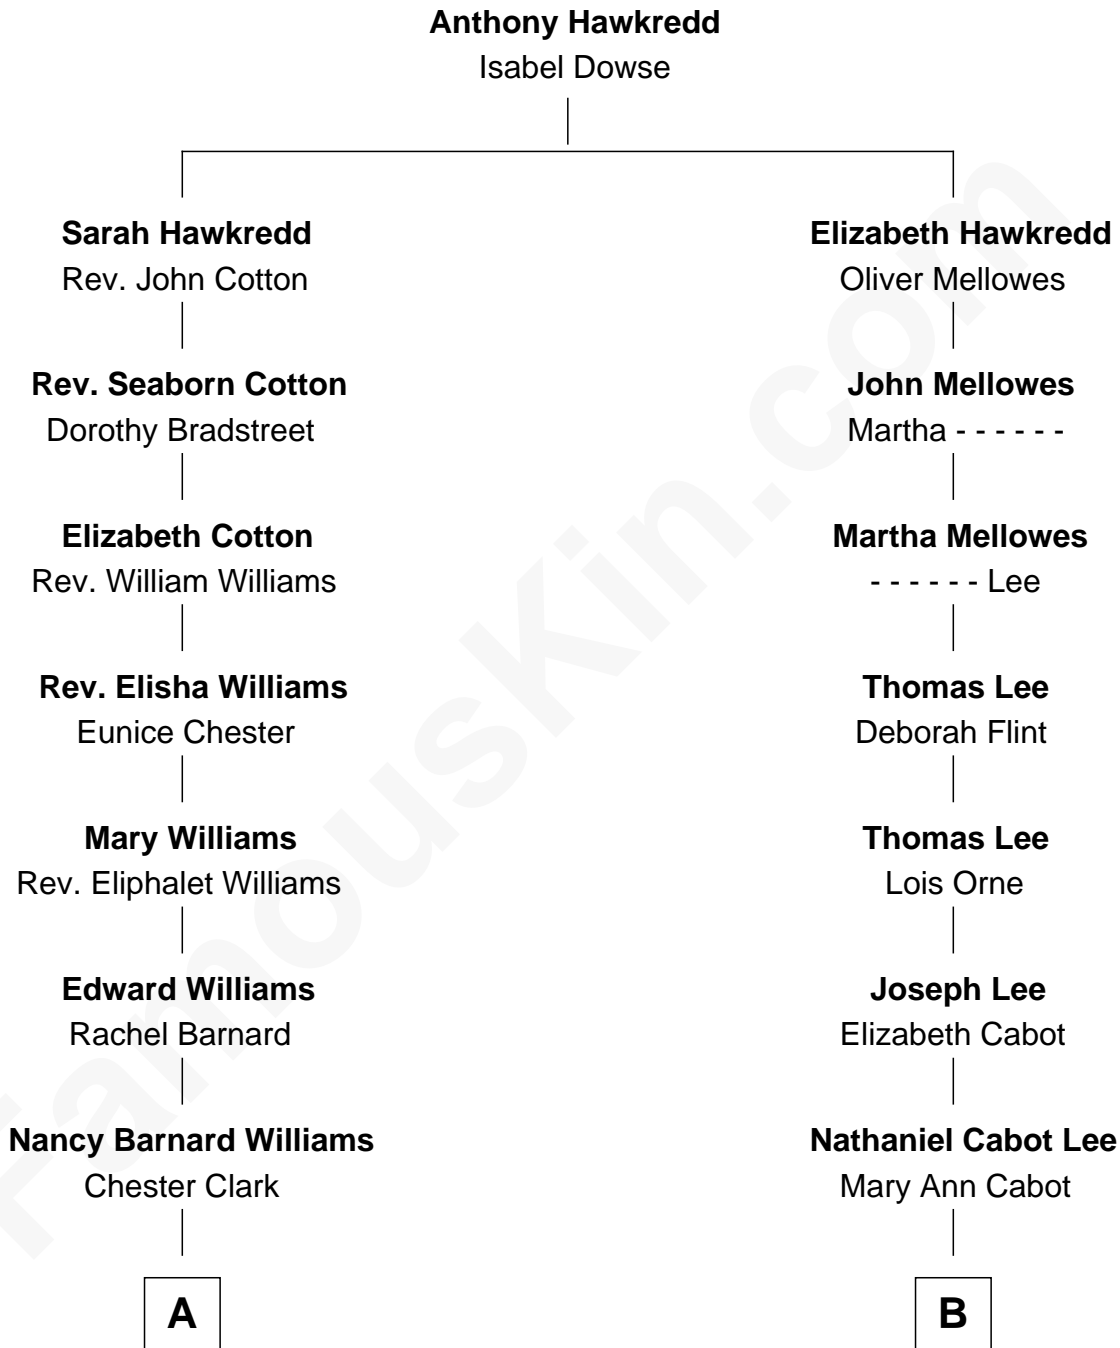 Anthony Hawkredd
Isabel Dowse
Sarah Hawkredd
Rev. John Cotton
Rev. Seaborn Cotton
Dorothy Bradstreet
Elizabeth Cotton
Rev. William Williams
Rev. Elisha Williams
Eunice Chester
Mary Williams
Rev. Eliphalet Williams
Edward Williams
Rachel Barnard
Nancy Barnard Williams
Chester Clark
A
Elizabeth Hawkredd
Oliver Mellowes
John Mellowes
Martha - - - - - -
Martha Mellowes
- - - - - - Lee
Thomas Lee
Deborah Flint
Thomas Lee
Lois Orne
Joseph Lee
Elizabeth Cabot
Nathaniel Cabot Lee
Mary Ann Cabot
B
FamousKin.com